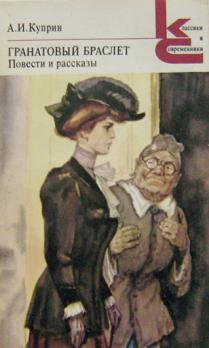 А.И.Куприн
ГРАНАТОВЫЙ БРАСЛЕТ
Повести и рассказы
Классики
и
Современники